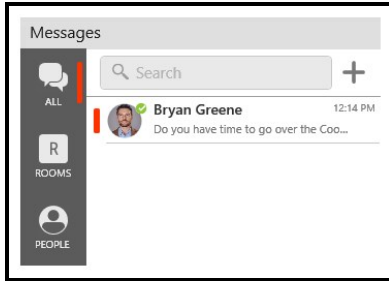 Messages
Search
ALL
Bryan Greene 12:14 PM
Do you have time to go over the Coo...
R
ROOMS
PEOPLE